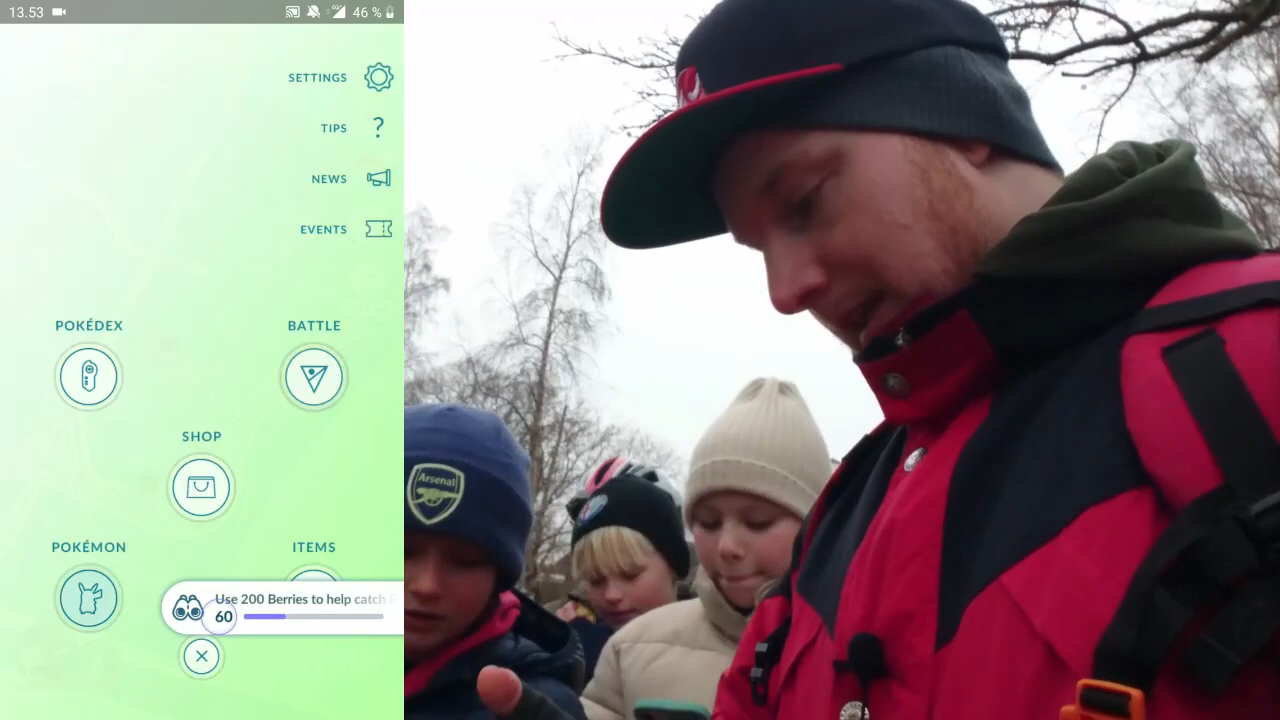 13.53
46 %
SETTINGS
TIPS
NEWS
EVENTS
POKÉDEX
BATTLE
SHOP
POKÉMON
ITEMS
Use 200 Berries to help catch
60
Arsenal